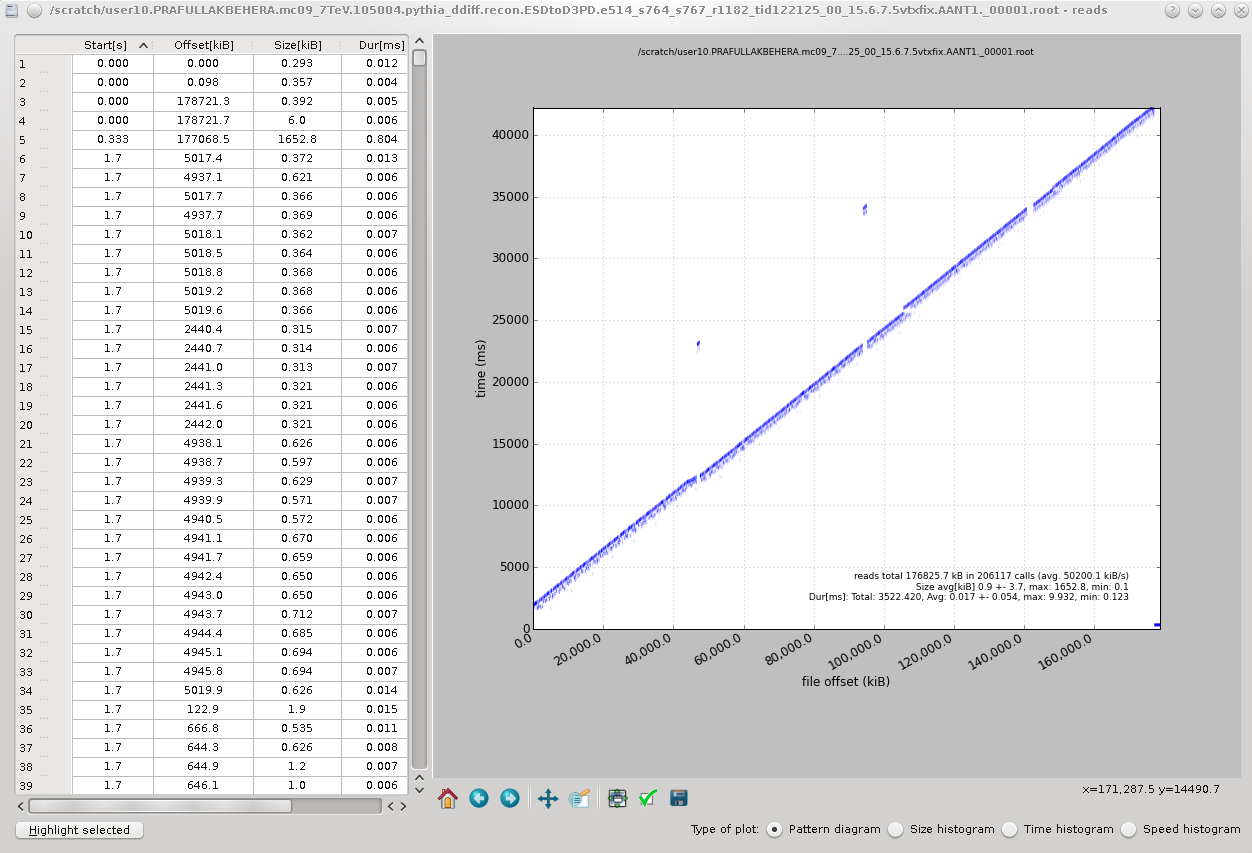 /scratch/user10.PRAFULLAKBEHERA.mc09_7TeV.105004.pythia_ddiff.recon.ESDtoD3PD.e514_s764_s767_r1182_tid122125_00_15.6.7.5vtxfix.AANT1._00001.root - reads
Start[s] Offset[kiB] Size[kiB] Dur[ms]
1 ... 0.000 0.000 0.293 0.012
2 ... 0.000 0.098 0.357 0.004
3 ... 0.000 178721.3 0.392 0.005
4 ... 0.000 178721.7 6.0 0.006
5 ... 0.333 177068.5 1652.8 0.804
6 ... 1.7 5017.4 0.372 0.013
7 ... 1.7 4937.1 0.621 0.006
8 ... 1.7 5017.7 0.366 0.006
9 ... 1.7 4937.7 0.369 0.006
10 ... 1.7 5018.1 0.362 0.007
11 ... 1.7 5018.5 0.364 0.006
12 ... 1.7 5018.8 0.368 0.006
13 ... 1.7 5019.2 0.368 0.006
14 ... 1.7 5019.6 0.366 0.006
15 ... 1.7 2440.4 0.315 0.007
16 ... 1.7 2440.7 0.314 0.006
17 ... 1.7 2441.0 0.313 0.007
18 ... 1.7 2441.3 0.321 0.006
19 ... 1.7 2441.6 0.321 0.006
20 ... 1.7 2442.0 0.321 0.006
21 ... 1.7 4938.1 0.626 0.006
22 ... 1.7 4938.7 0.597 0.006
23 ... 1.7 4939.3 0.629 0.007
24 ... 1.7 4939.9 0.571 0.007
25 ... 1.7 4940.5 0.572 0.006
26 ... 1.7 4941.1 0.670 0.006
27 ... 1.7 4941.7 0.659 0.006
28 ... 1.7 4942.4 0.650 0.006
29 ... 1.7 4943.0 0.650 0.006
30 ... 1.7 4943.7 0.712 0.007
31 ... 1.7 4944.4 0.685 0.006
32 ... 1.7 4945.1 0.694 0.006
33 ... 1.7 4945.8 0.694 0.007
34 ... 1.7 5019.9 0.626 0.014
35 ... 1.7 122.9 1.9 0.015
36 ... 1.7 666.8 0.535 0.011
37 ... 1.7 644.3 0.626 0.008
38 ... 1.7 644.9 1.2 0.007
39 ... 1.7 646.1 1.0 0.006
Highlight selected
/scratch/user10.PRAFULLAKBEHERA.mc09_7....25_00_15.6.7.5vtxfix.AANT1._00001.root
40000
35000
30000
25000
20000
15000
10000
5000
0
time (ms)
reads total 176825.7 kB in 206117 calls (avg. 50200.1 kiB/s)
Size avg[kiB] 0.9 +- 3.7, max: 1652.8, min: 0.1
Dur[ms]: Total: 3522.420, Avg: 0.017 +- 0.054, max: 9.932, min: 0.123
0.0 20,000.0 40,000.0 60,000.0 80,000.0 100,000.0 120,000.0 140,000.0 160,000.0
file offset (kiB)
x=171,287.5 y=14490.7
Type of plot: Pattern diagram Size histogram Time histogram Speed histogram